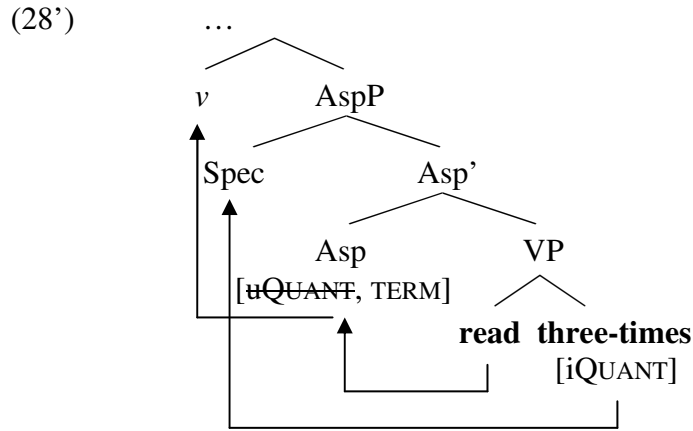 (28') …
v AspP
Spec Asp'
Asp VP
[uQUANT, TERM]
read three-times
[iQUANT]